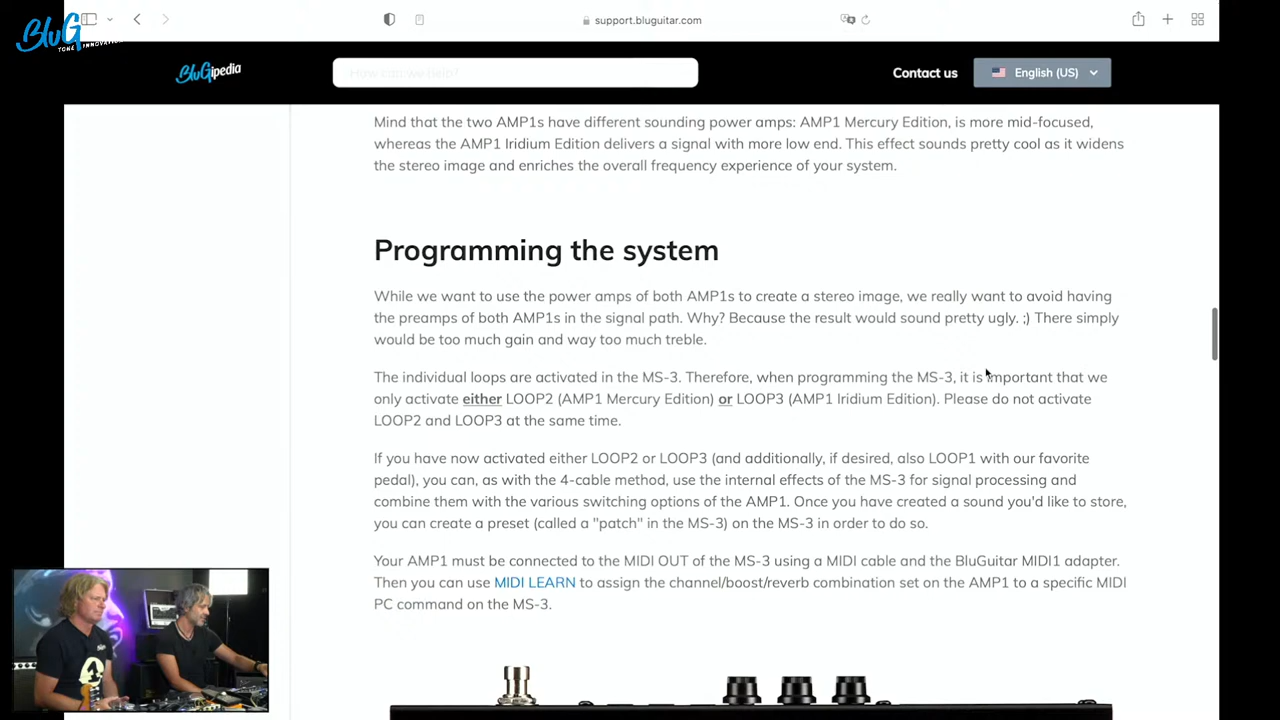 BluG
TONE INNOVATION
support.bluguitar.com
BluGipedia
How can we help?
Contact us
English (US)
Mind that the two AMP1s have different sounding power amps: AMP1 Mercury Edition, is more mid-focused,
whereas the AMP1 Iridium Edition delivers a signal with more low end. This effect sounds pretty cool as it widens
the stereo image and enriches the overall frequency experience of your system.
Programming the system
While we want to use the power amps of both AMP1s to create a stereo image, we really want to avoid having
the preamps of both AMP1s in the signal path. Why? Because the result would sound pretty ugly. ;) There simply
would be too much gain and way too much treble.
The individual loops are activated in the MS-3. Therefore, when programming the MS-3, it is important that we
only activate either LOOP2 (AMP1 Mercury Edition) or LOOP3 (AMP1 Iridium Edition). Please do not activate
LOOP2 and LOOP3 at the same time.
If you have now activated either LOOP2 or LOOP3 (and additionally, if desired, also LOOP1 with our favorite
pedal), you can, as with the 4-cable method, use the internal effects of the MS-3 for signal processing and
combine them with the various switching options of the AMP1. Once you have created a sound you'd like to store,
you can create a preset (called a "patch" in the MS-3) on the MS-3 in order to do so.
Your AMP1 must be connected to the MIDI OUT of the MS-3 using a MIDI cable and the BluGuitar MIDI1 adapter.
Then you can use MIDI LEARN to assign the channel/boost/reverb combination set on the AMP1 to a specific MIDI
PC command on the MS-3.